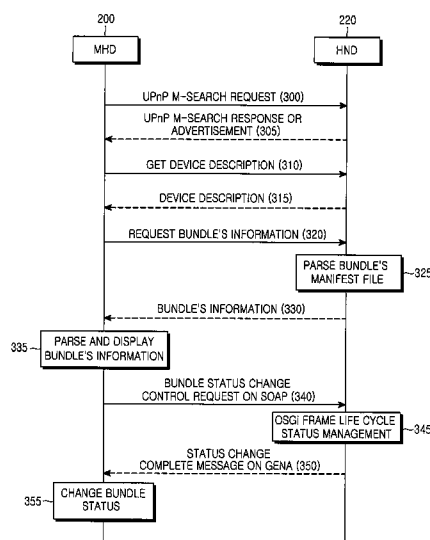 200
220
MHD
HND
UPnP M-SEARCH REQUEST (300)
UPnP M-SEARCH RESPONSE OR
ADVERTISEMENT (305)
GET DEVICE DESCRIPTION (310)
DEVICE DESCRIPTION (315)
REQUEST BUNDLE'S INFORMATION (320)
PARSE BUNDLE'S
MANIFEST FILE
325
BUNDLE'S INFORMATION (330)
335
PARSE AND DISPLAY
BUNDLE'S INFORMATION
BUNDLE STATUS CHANGE
CONTROL REQUEST ON SOAP (340)
OSGi FRAME LIFE CYCLE
STATUS MANAGEMENT
345
STATUS CHANGE
COMPLETE MESSAGE ON GENA (350)
355
CHANGE BUNDLE
STATUS